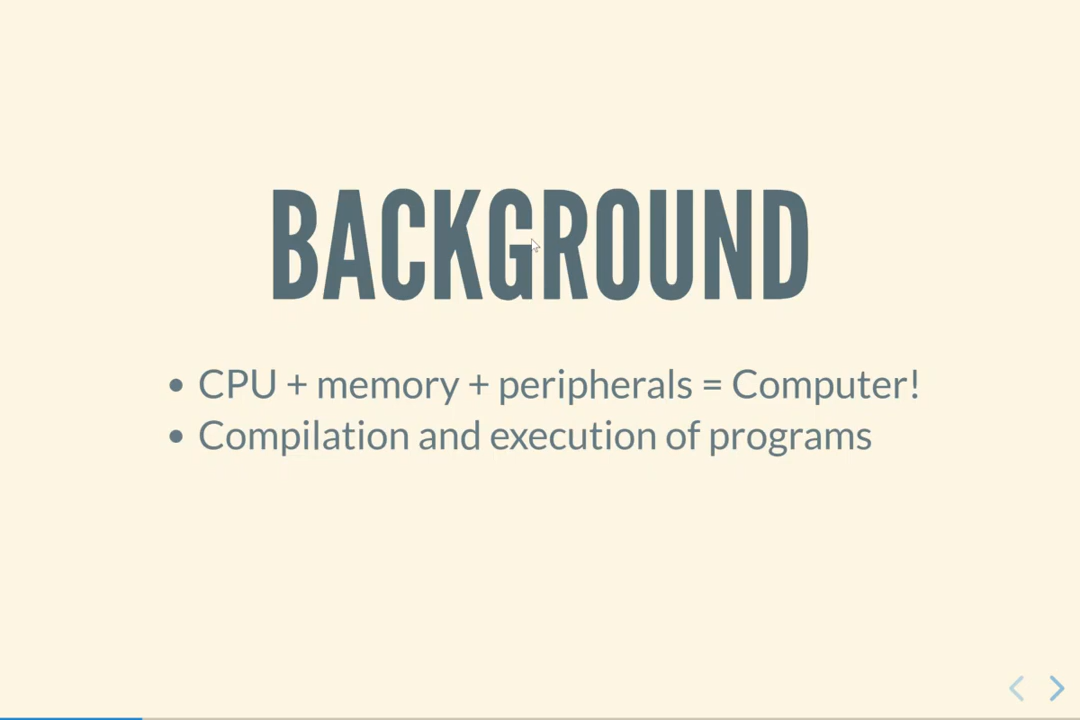 BACKGROUND
• CPU + memory + peripherals = Computer!
• Compilation and execution of programs